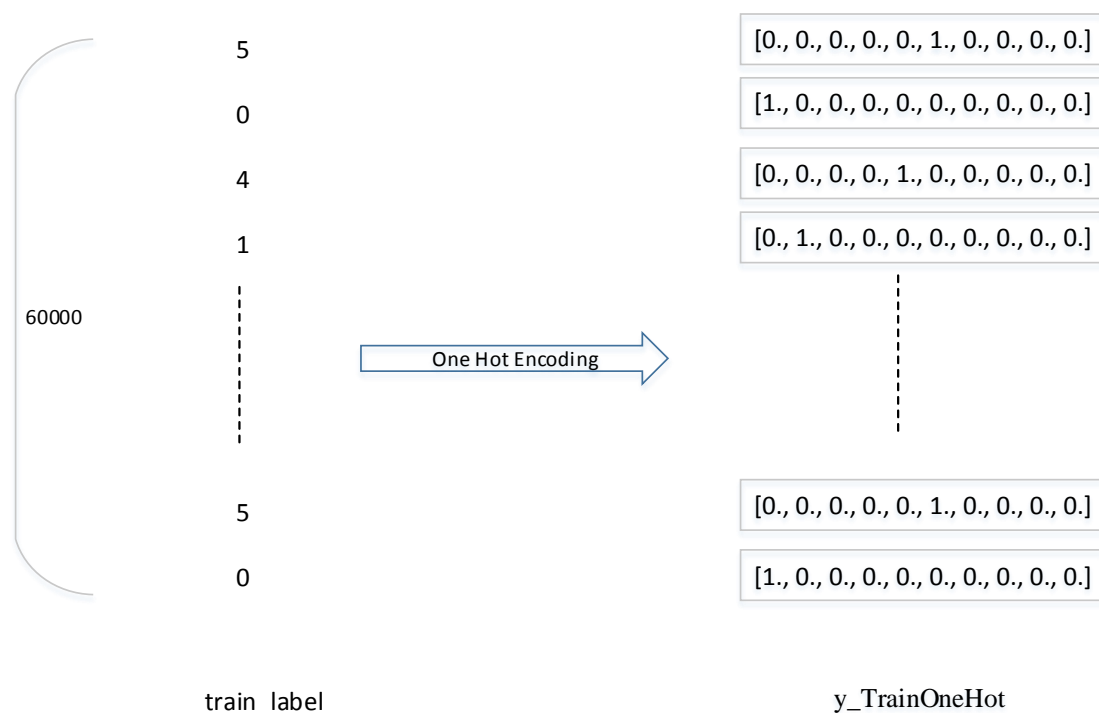 5 [0., 0., 0., 0., 0., 1., 0., 0., 0., 0.]
0 [1., 0., 0., 0., 0., 0., 0., 0., 0., 0.]
4 [0., 0., 0., 0., 1., 0., 0., 0., 0., 0.]
1 [0., 1., 0., 0., 0., 0., 0., 0., 0., 0.]
60000
One Hot Encoding
5 [0., 0., 0., 0., 0., 1., 0., 0., 0., 0.]
0 [1., 0., 0., 0., 0., 0., 0., 0., 0., 0.]
train_label y_TrainOneHot